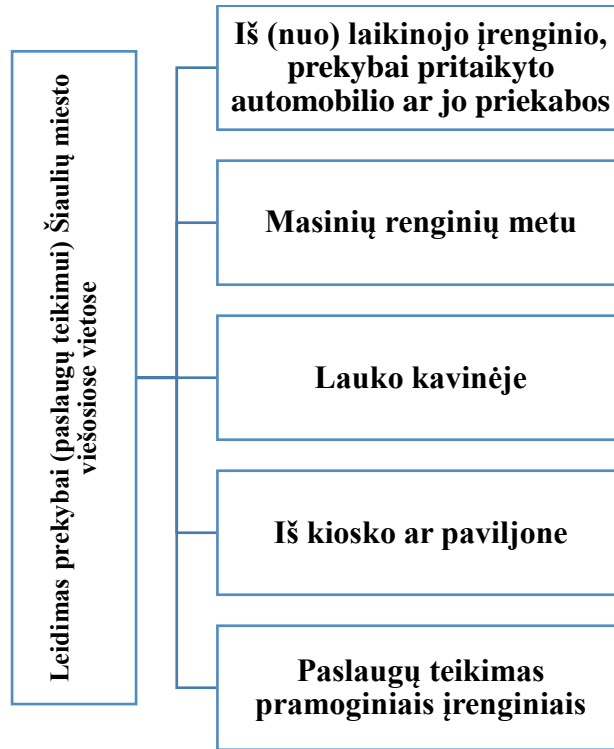 Leidimas prekybai (paslaugų teikimui) Šiaulių miesto
viešosiose vietose
Iš (nuo) laikinojo įrenginio,
prekybai pritaikyto
automobilio ar jo priekabos
Masinių renginių metu
Lauko kavinėje
Iš kiosko ar paviljone
Paslaugų teikimas
pramoginiais įrenginiais